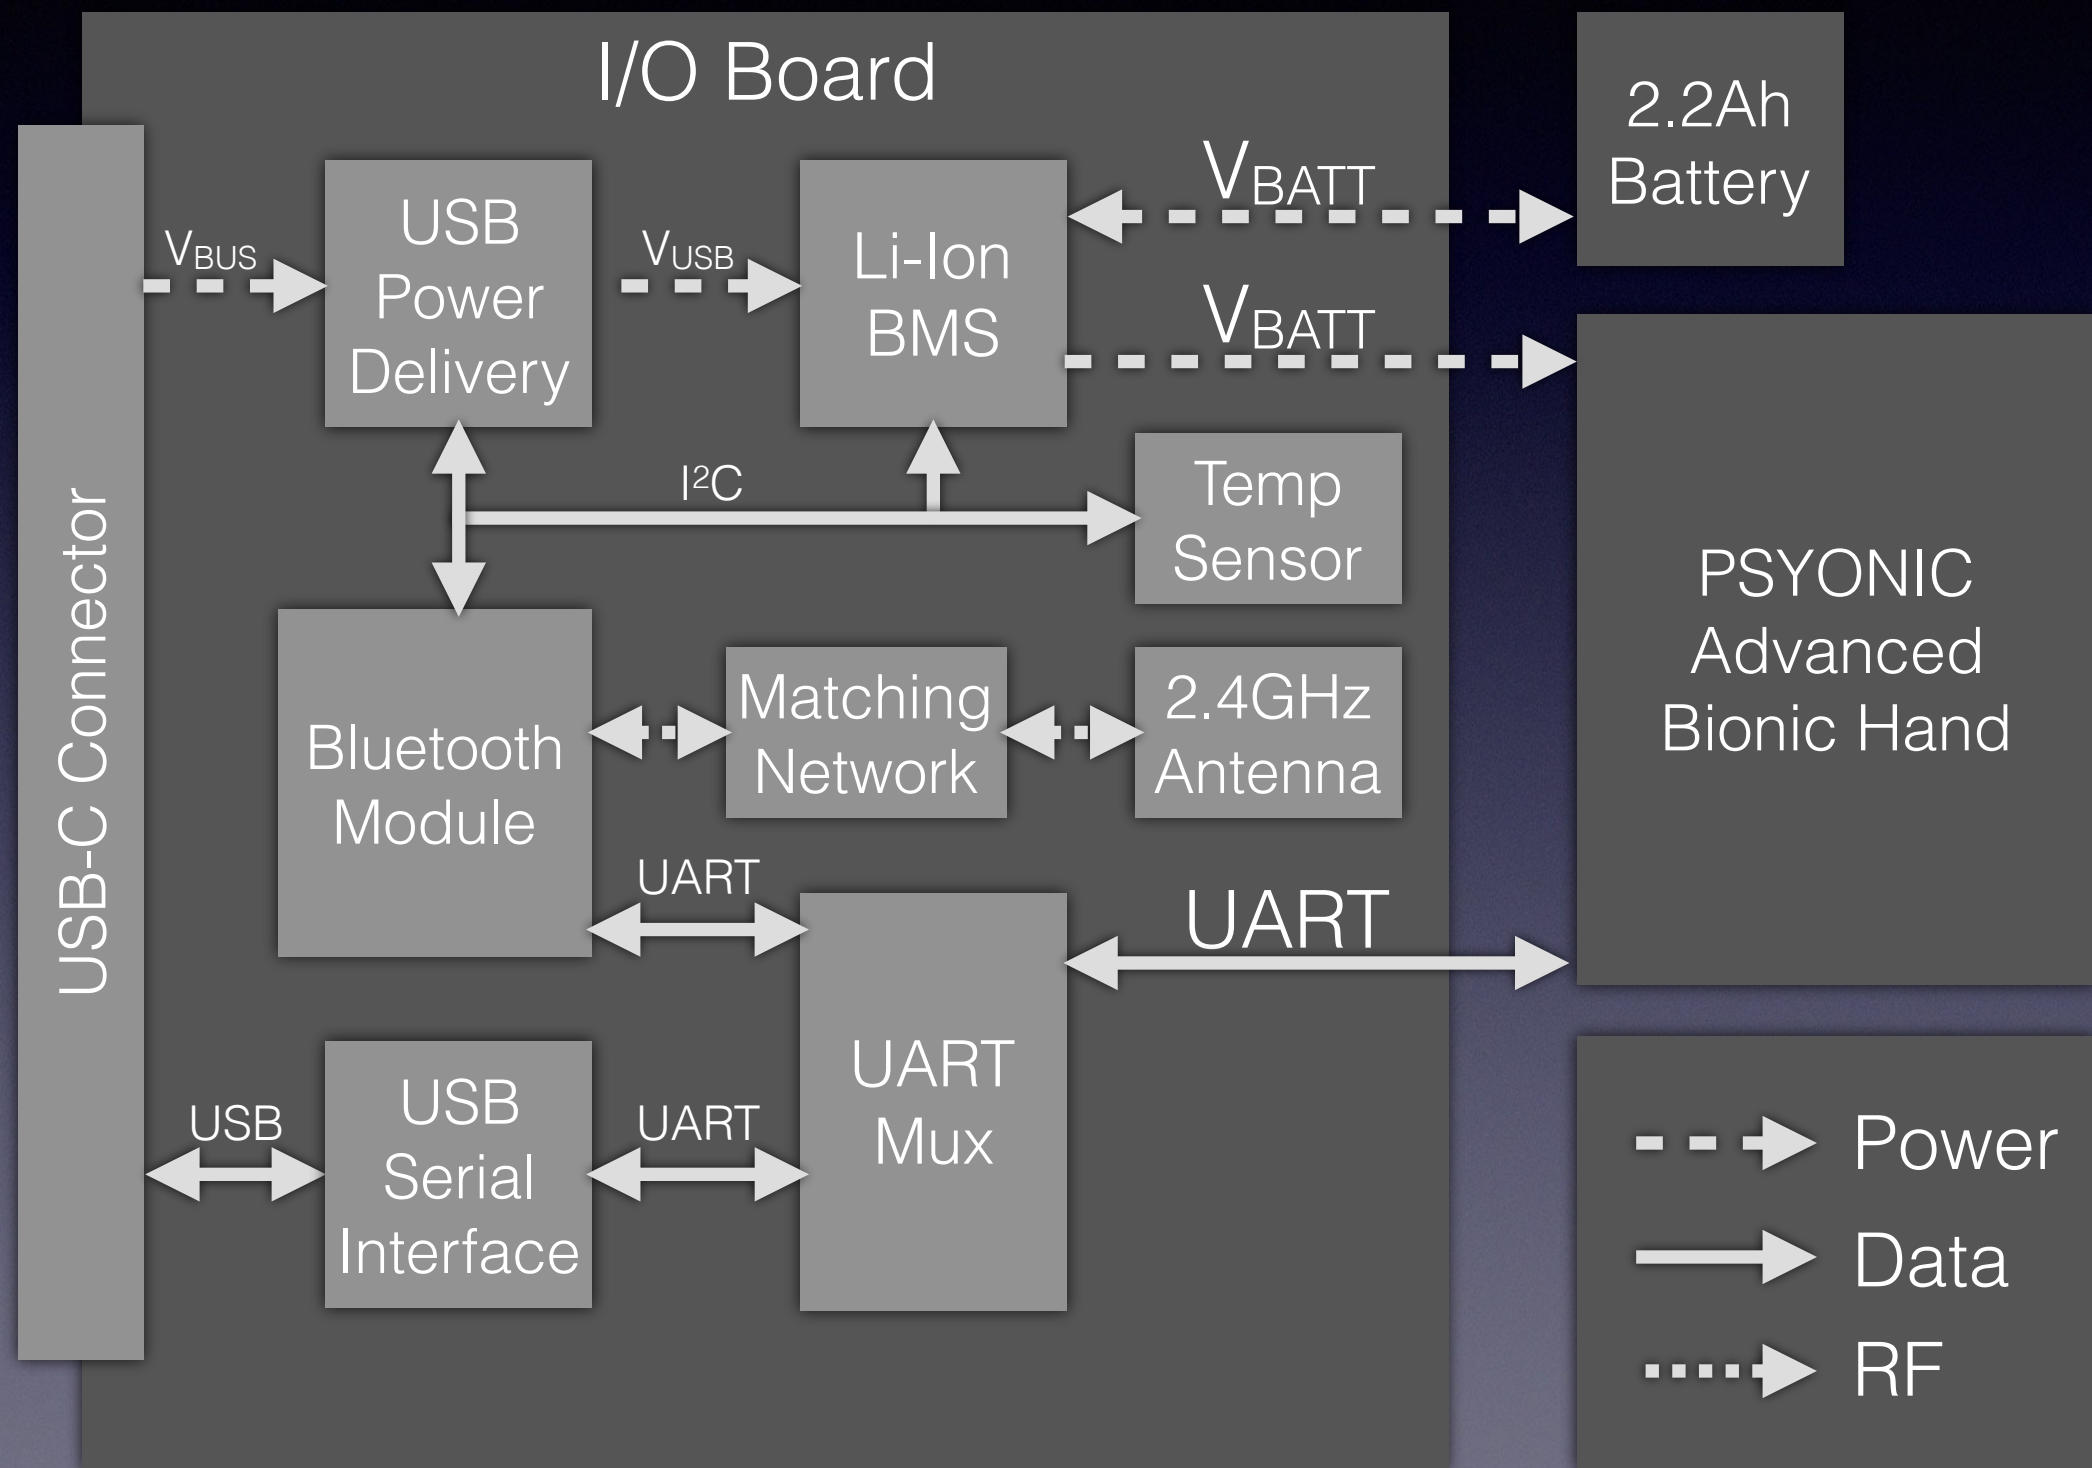 I/O Board
2.2Ah
Battery
USB-C Connector
VBUS
USB
Power
Delivery
VUSB
Li-Ion
BMS
VBATT
VBATT
I²C
Temp
Sensor
PSYONIC
Advanced
Bionic Hand
Bluetooth
Module
Matching
Network
2.4GHz
Antenna
UART
UART
USB
USB
Serial
Interface
UART
UART
Mux
Power
Data
RF